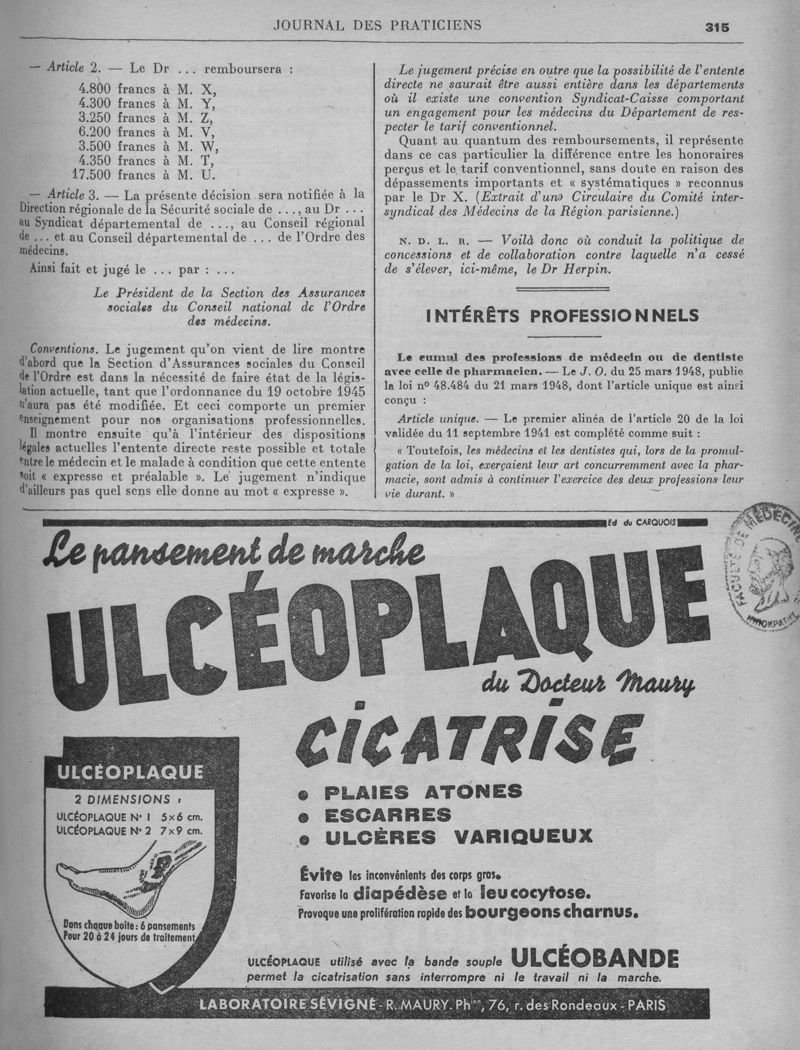 JOURNAL DES PRATICIENS 315
— Article 2. — Le Dr ... remboursera :
4.800 francs à M. X,
4.300 francs à M. Y,
3.250 francs à M. Z,
6.200 francs à M. V,
3.500 francs à M. W,
4.350 francs à M. T,
17.500 francs à M. U.
— Article 3. — La présente décision sera notifiée à la
Direction régionale de la Sécurité sociale de ..., au Dr ...
au Syndicat départemental de ..., au Conseil régional
de ... et au Conseil départemental de ... de l'Ordre des
médecins.
Ainsi fait et jugé le ... par : ...
Le Président de la Section des Assurances
sociales du Conseil national de l'Ordre
des médecins.
Conventions. Le jugement qu'on vient de lire montre
d'abord que la Section d'Assurances sociales du Conseil
de l'Ordre est dans la nécessité de faire état de la légis-
lation actuelle, tant que l'ordonnance du 19 octobre 1945
n'aura pas été modifiée. Et ceci comporte un premier
enseignement pour nos organisations professionnelles.
Il montre ensuite qu'à l'intérieur des dispositions
légales actuelles l'entente directe reste possible et totale
entre le médecin et le malade à condition que cette entente
soit « expresse et préalable ». Le jugement n'indique
d'ailleurs pas quel sens elle donne au mot « expresse ».
Le jugement précise en outre que la possibilité de l'entente
directe ne saurait être aussi entière dans les départements
où il existe une convention Syndicat-Caisse comportant
un engagement pour les médecins du Département de res-
pecter le tarif conventionnel.
Quant au quantum des remboursements, il représente
dans ce cas particulier la différence entre les honoraires
perçus et le tarif conventionnel, sans doute en raison des
dépassements importants et « systématiques » reconnus
par le Dr X. (Extrait d'une Circulaire du Comité inter-
syndical des Médecins de la Région parisienne.)
N. D. L. R. — Voilà donc où conduit la politique de
concessions et de collaboration contre laquelle n'a cessé
de s'élever, ici-même, le Dr Herpin.
INTÉRÊTS PROFESSIONNELS
Le cumul des professions de médecin ou de dentiste
avec celle de pharmacien. — Le J. O. du 25 mars 1948, publie
la loi nº 48.484 du 21 mars 1948, dont l'article unique est ainsi
conçu :
Article unique. — Le premier alinéa de l'article 20 de la loi
validée du 11 septembre 1941 est complété comme suit :
« Toutefois, les médecins et les dentistes qui, lors de la promul-
gation de la loi, exerçaient leur art concurremment avec la phar-
macie, sont admis à continuer l'exercice des deux professions leur
vie durant. »
Ed du CARQUOIS
Le pansement de marche
ULCÉOPLAQUE
du Docteur Maury
CICATRISE
• PLAIES ATONES
• ESCARRES
• ULCÈRES VARIQUEUX
Évite les inconvénients des corps gras.
Favorise la diapédèse et la leucocytose.
Provoque une prolifération rapide des bourgeons charnus.
ULCÉOPLAQUE
2 DIMENSIONS :
ULCÉOPLAQUE Nº 1 5x6 cm.
ULCÉOPLAQUE Nº 2 7x9 cm.
Dans chaque boite : 6 pansements
Pour 20 à 24 jours de traitement
ULCÉOPLAQUE utilisé avec la bande souple ULCÉOBANDE
permet la cicatrisation sans interrompre ni le travail ni la marche.
LABORATOIRE SÉVIGNÉ - R. MAURY. Phien, 76, r. des Rondeaux - PARIS
FACULTÉ DE MÉDECINE